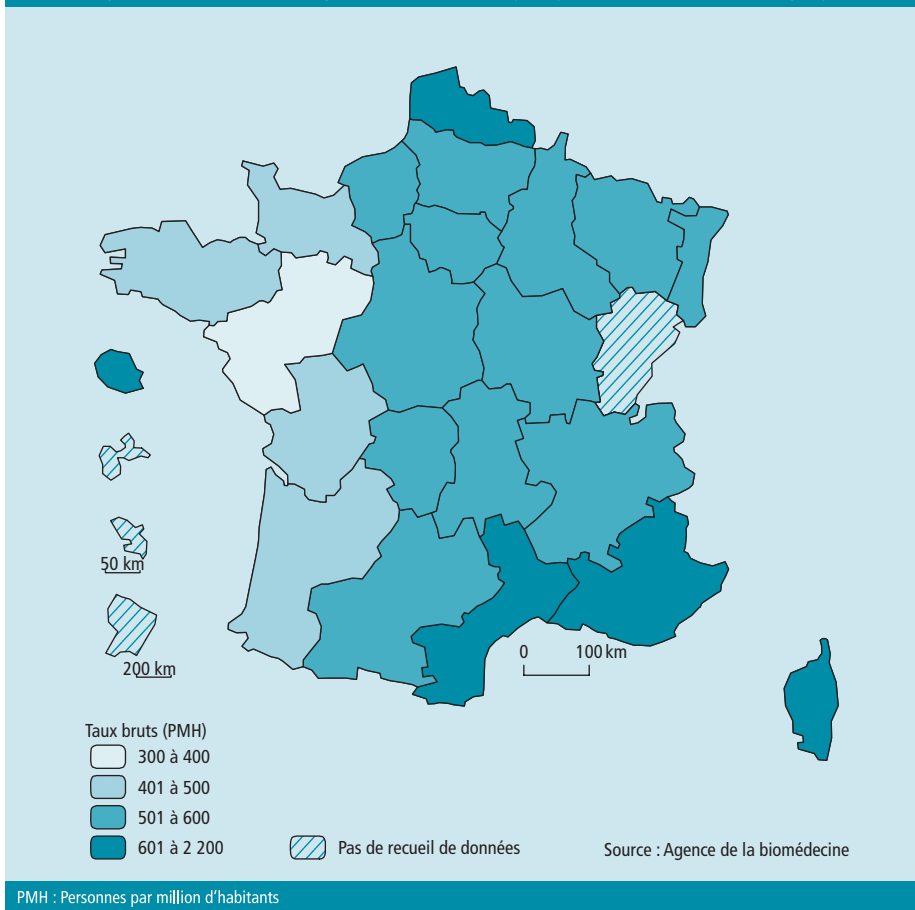 50 km
200 km
0 100 km
Taux bruts (PMH)
300 à 400
401 à 500
501 à 600
601 à 2 200
Pas de recueil de données
Source : Agence de la biomédecine
PMH : Personnes par million d'habitants